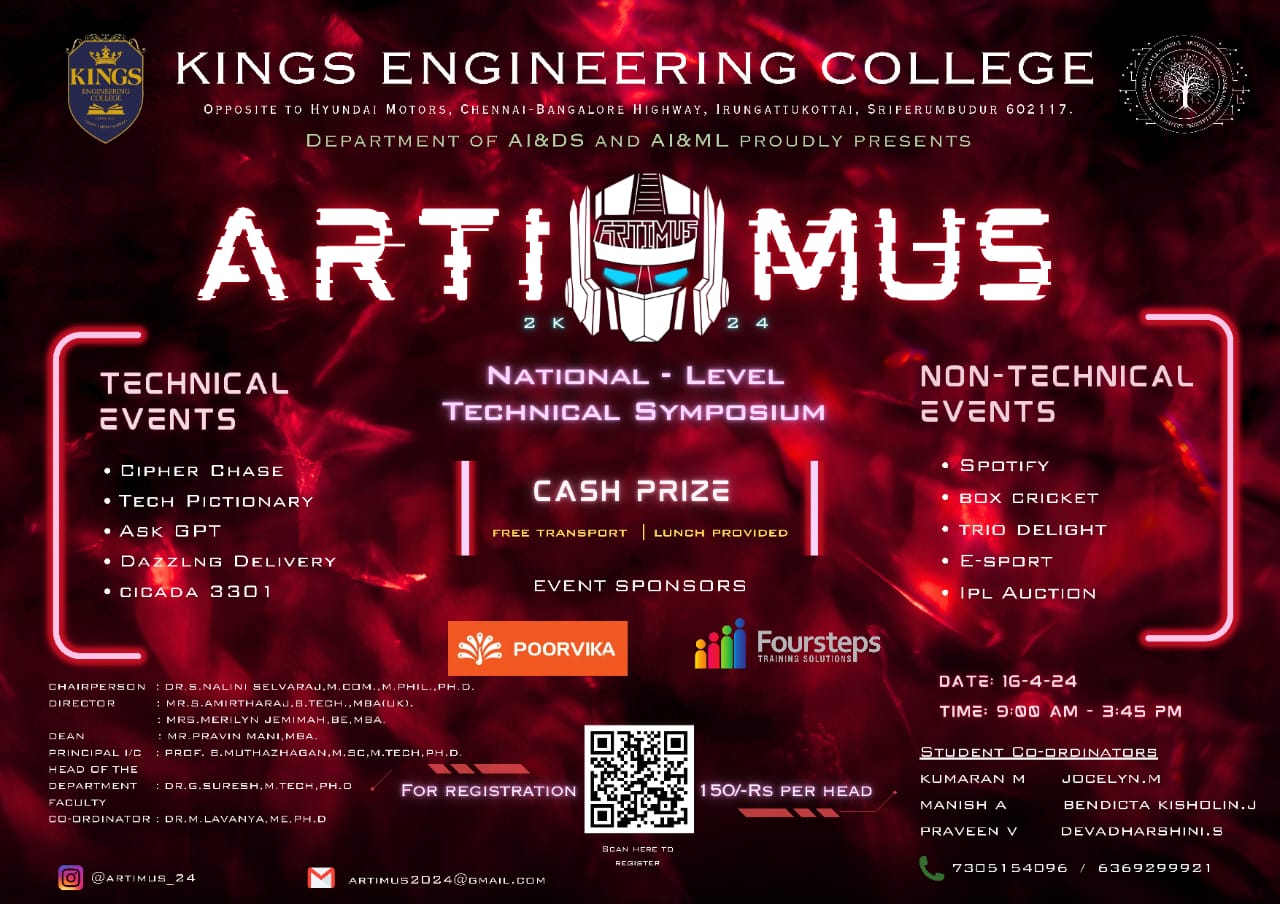 KINGS
ENGINEERING
COLLEGE
KINGS ENGINEERING COLLEGE
OPPOSITE TO HYUNDAI MOTORS, CHENNAI-BANGALORE HIGHWAY, IRUNGATTUKOTTAI, SRIPERUMBUDUR 602117.
DEPARTMENT OF AI&DS AND AI&ML PROUDLY PRESENTS
ARTI MUS
ARTIMUS
2K 24
NATIONAL - LEVEL
TECHNICAL SYMPOSIUM
TECHNICAL
EVENTS
• CIPHER CHASE
• TECH PICTIONARY
• ASK GPT
• DAZZLNG DELIVERY
• CICADA 3301
CASH PRIZE
FREE TRANSPORT | LUNCH PROVIDED
EVENT SPONSORS
POORVIKA
Foursteps
TRAINING SOLUTIONS
NON-TECHNICAL
EVENTS
• SPOTIFY
• BOX CRICKET
• TRIO DELIGHT
• E-SPORT
• IPL AUCTION
CHAIRPERSON : DR.S.NALINI SELVARAJ,M.COM.,M.PHIL.,PH.D.
DIRECTOR : MR.S.AMIRTHARAJ,B.TECH.,MBA(UK).
: MRS.MERILYN JEMIMAH,BE,MBA.
DEAN : MR.PRAVIN MANI,MBA.
PRINCIPAL I/C : PROF. B.MUTHAZHAGAN,M.SC,M.TECH,PH.D.
HEAD OF THE
DEPARTMENT : DR.G.SURESH,M.TECH,PH.D
FACULTY
CO-ORDINATOR : DR.M.LAVANYA,ME,PH.D
FOR REGISTRATION
150/-RS PER HEAD
SCAN HERE TO
REGISTER
DATE: 16-4-24
TIME: 9:00 AM - 3:45 PM
STUDENT CO-ORDINATORS
KUMARAN M JOCELYN.M
MANISH A BENDICTA KISHOLIN.J
PRAVEEN V DEVADHARSHINI.S
7305154096 / 6369299921
@ARTIMUS_24
ARTIMUS2024@GMAIL.COM